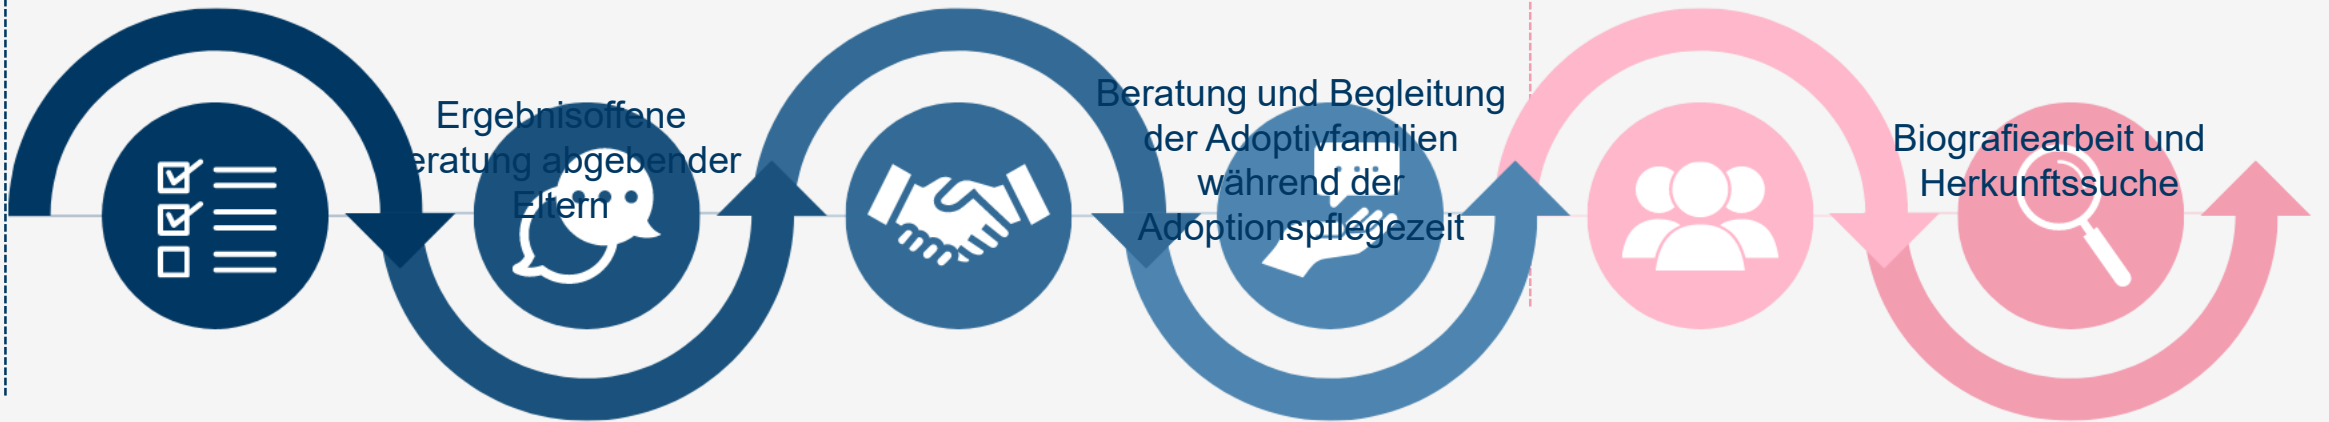 Ergebnisoffene
eratung abgebender
Eltern
Beratung und Begleitung
der Adoptivfamilien
während der
Adoptionspflegezeit
Biografiearbeit und
Herkunftssuche